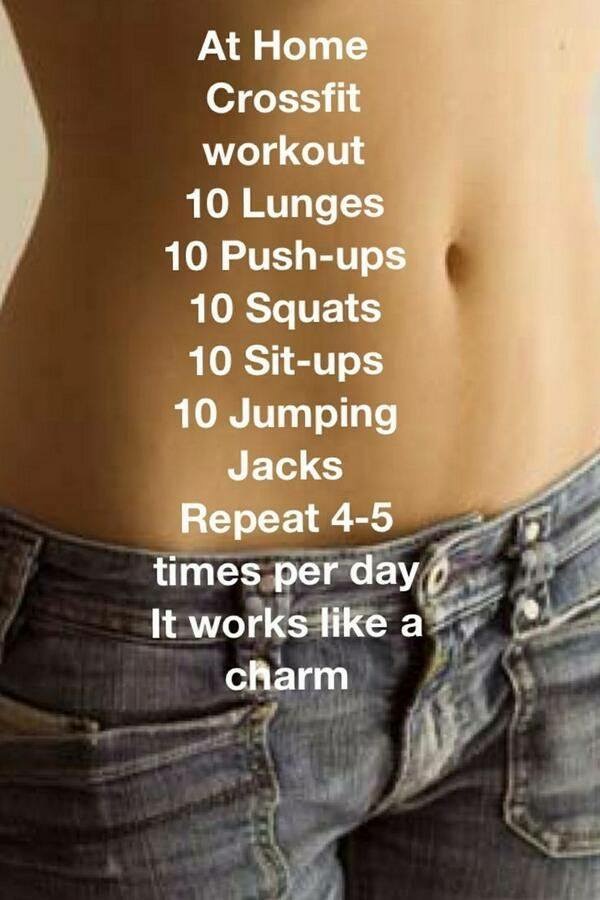 At Home
Crossfit
workout
10 Lunges
10 Push-ups
10 Squats
10 Sit-ups
10 Jumping
Jacks
Repeat 4-5
times per day
It works like a
charm